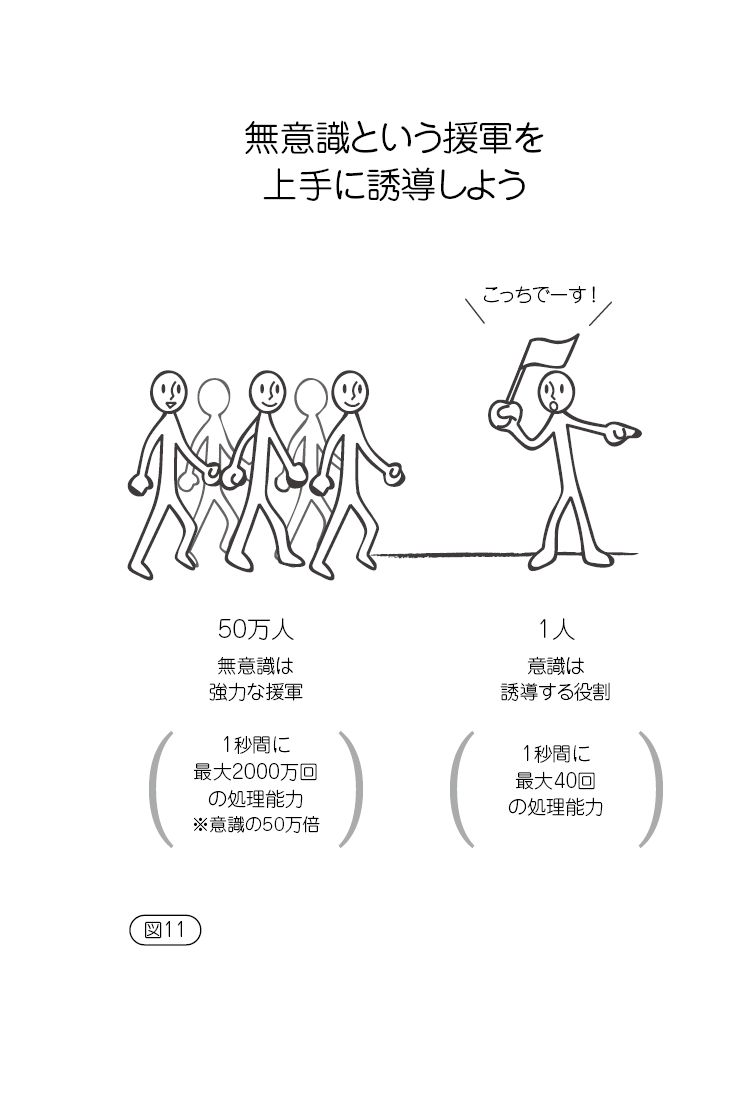 無意識という援軍を
上手に誘導しよう
こっちでーす！
50万人
無意識は
強力な援軍
1秒間に
最大2000万回
の処理能力
※意識の50万倍
1人
意識は
誘導する役割
1秒間に
最大40回
の処理能力
図11